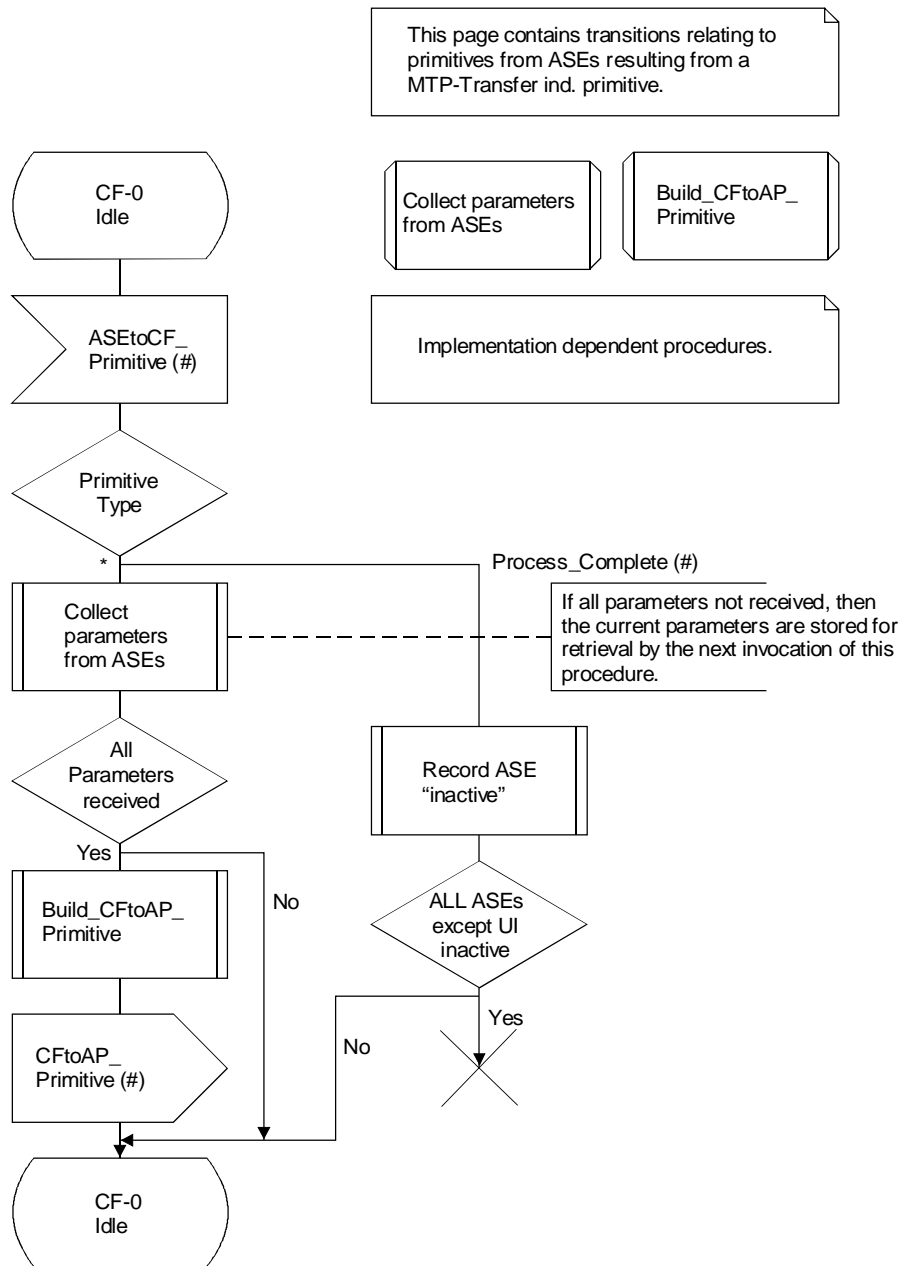 This page contains transitions relating to
primitives from ASEs resulting from a
MTP-Transfer ind. primitive.
CF-0
Idle
Collect parameters
from ASEs
Build_CFtoAP_
Primitive
ASEtoCF_
Primitive (#)
Implementation dependent procedures.
Primitive
Type
*
Process_Complete (#)
Collect
parameters
from ASEs
If all parameters not received, then
the current parameters are stored for
retrieval by the next invocation of this
procedure.
All
Parameters
received
Record ASE
“inactive”
Yes
No
Build_CFtoAP_
Primitive
ALL ASEs
except UI
inactive
Yes
No
CFtoAP_
Primitive (#)
CF-0
Idle